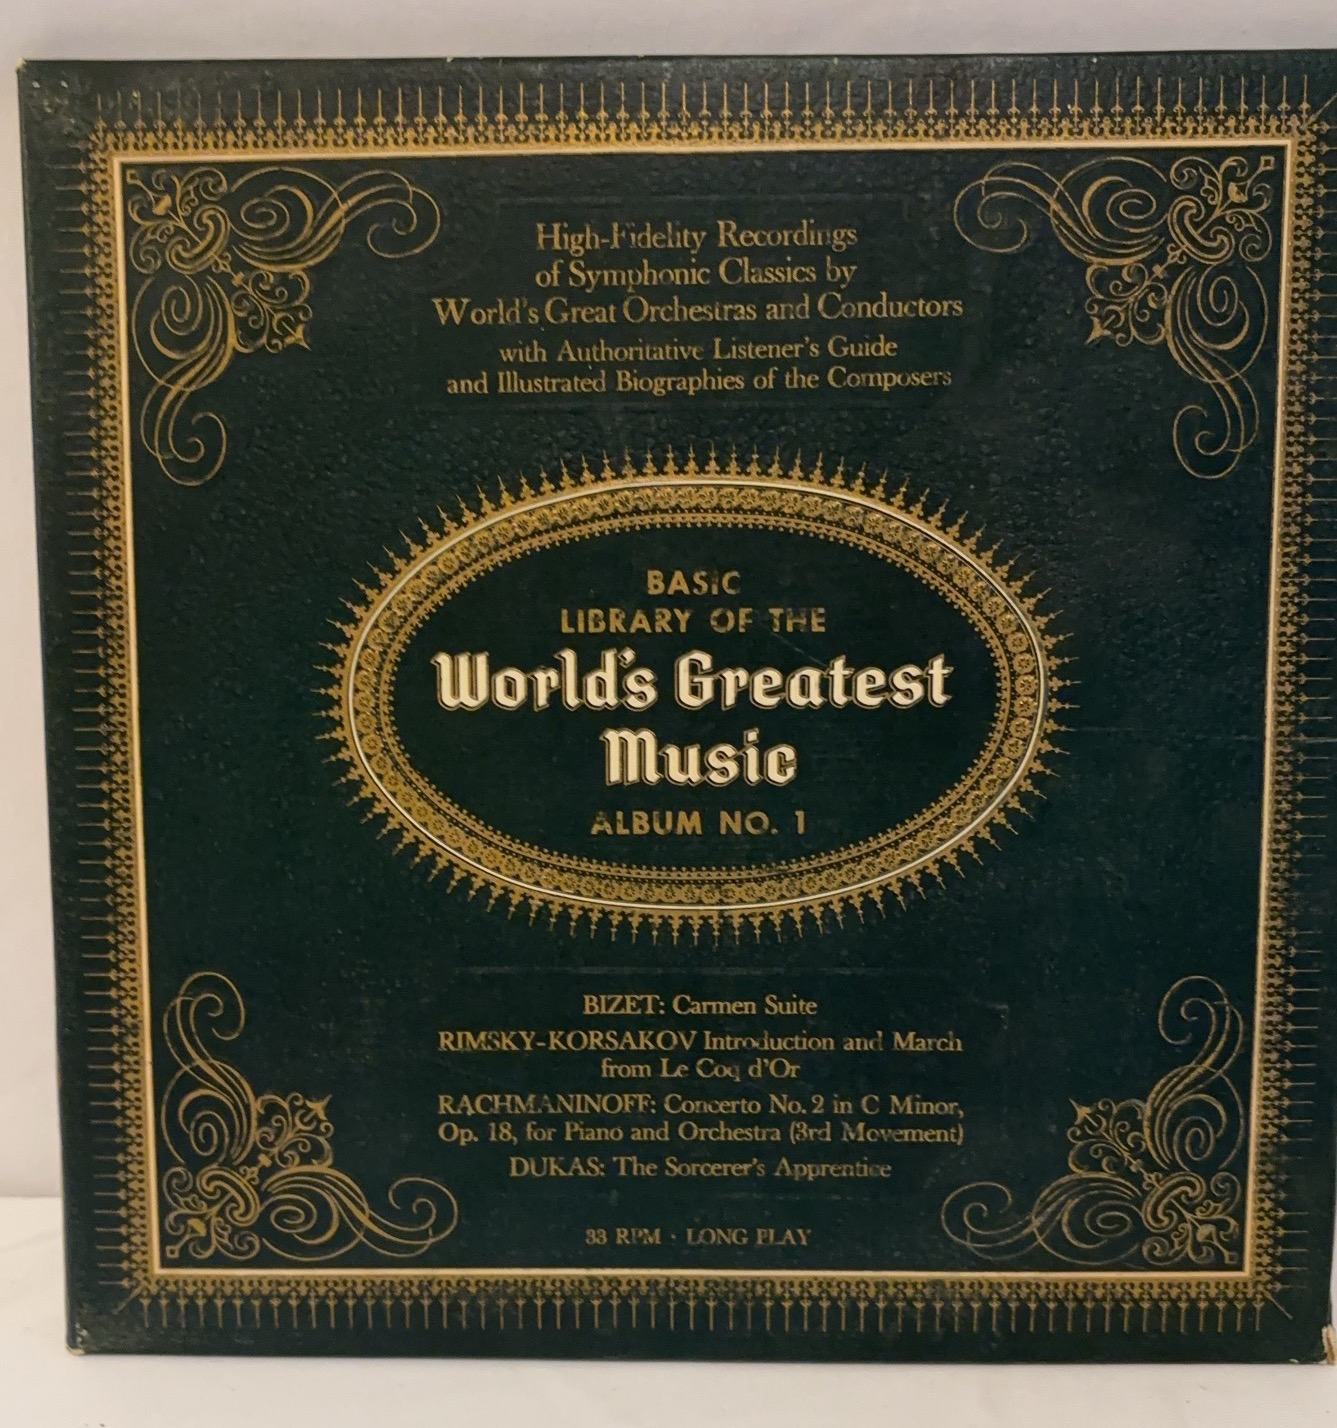 High-Fidelity Recordings
of Symphonic Classics by
World's Great Orchestras and Conductors
with Authoritative Listener's Guide
and Illustrated Biographies of the Composers
BASIC
LIBRARY OF THE
World's Greatest
Music
ALBUM NO. 1
BIZET: Carmen Suite
RIMSKY-KORSAKOV Introduction and March
from Le Coq d'Or
RACHMANINOFF: Concerto No. 2 in C Minor,
Op. 18, for Piano and Orchestra (3rd Movement)
DUKAS: The Sorcerer's Apprentice
33 RPM · LONG PLAY